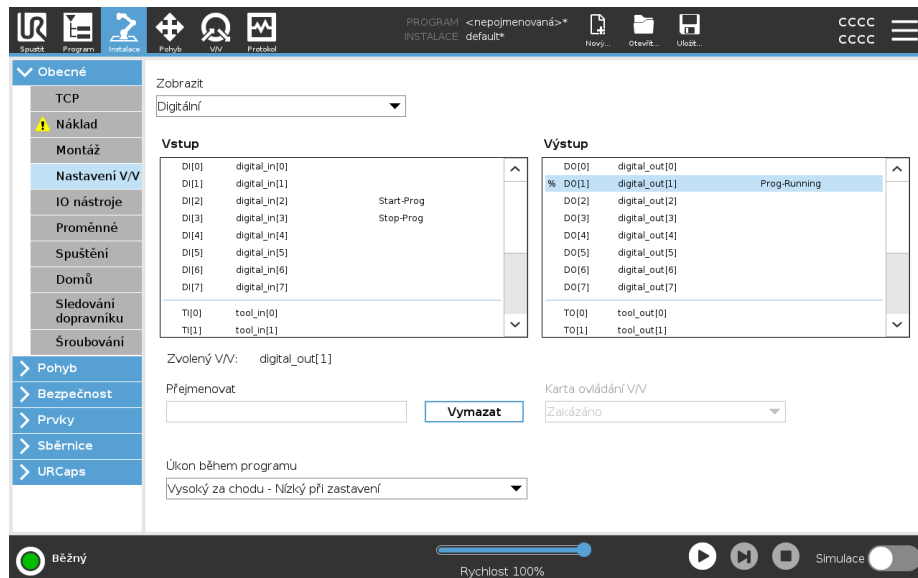 PROGRAM <nepojmenovaná>*
INSTALACE default*
CCCC
CCCC
Spustit Program Instalace Pohyb V/V Protokol Nový... Otevřít... Uložit...
Obecné
TCP
Náklad
Montáž
Nastavení V/V
IO nástroje
Proměnné
Spuštění
Domů
Sledování
dopravníku
Šroubování
Pohyb
Bezpečnost
Prvky
Sběrnice
URCaps
Zobrazit
Digitální
Vstup
DI[0] digital_in[0]
DI[1] digital_in[1]
DI[2] digital_in[2] Start-Prog
DI[3] digital_in[3] Stop-Prog
DI[4] digital_in[4]
DI[5] digital_in[5]
DI[6] digital_in[6]
DI[7] digital_in[7]
TI[0] tool_in[0]
TI[1] tool_in[1]
Výstup
DO[0] digital_out[0]
% DO[1] digital_out[1] Prog-Running
DO[2] digital_out[2]
DO[3] digital_out[3]
DO[4] digital_out[4]
DO[5] digital_out[5]
DO[6] digital_out[6]
DO[7] digital_out[7]
TO[0] tool_out[0]
TO[1] tool_out[1]
Zvolený V/V: digital_out[1]
Přejmenovat
Vymazat
Karta ovládání V/V
Zakázáno
Úkon během programu
Vysoký za chodu - Nízký při zastavení
Běžný
Rychlost 100%
Simulace